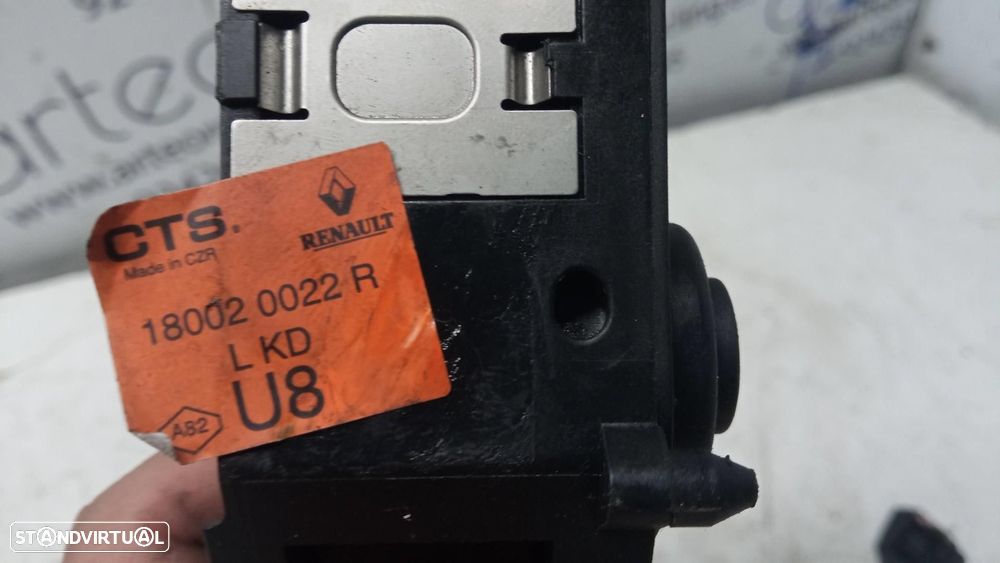 CTS.
Made in CZR
RENAULT
18002 0022 R
L KD
U8
A82
STANDVIRTUAL